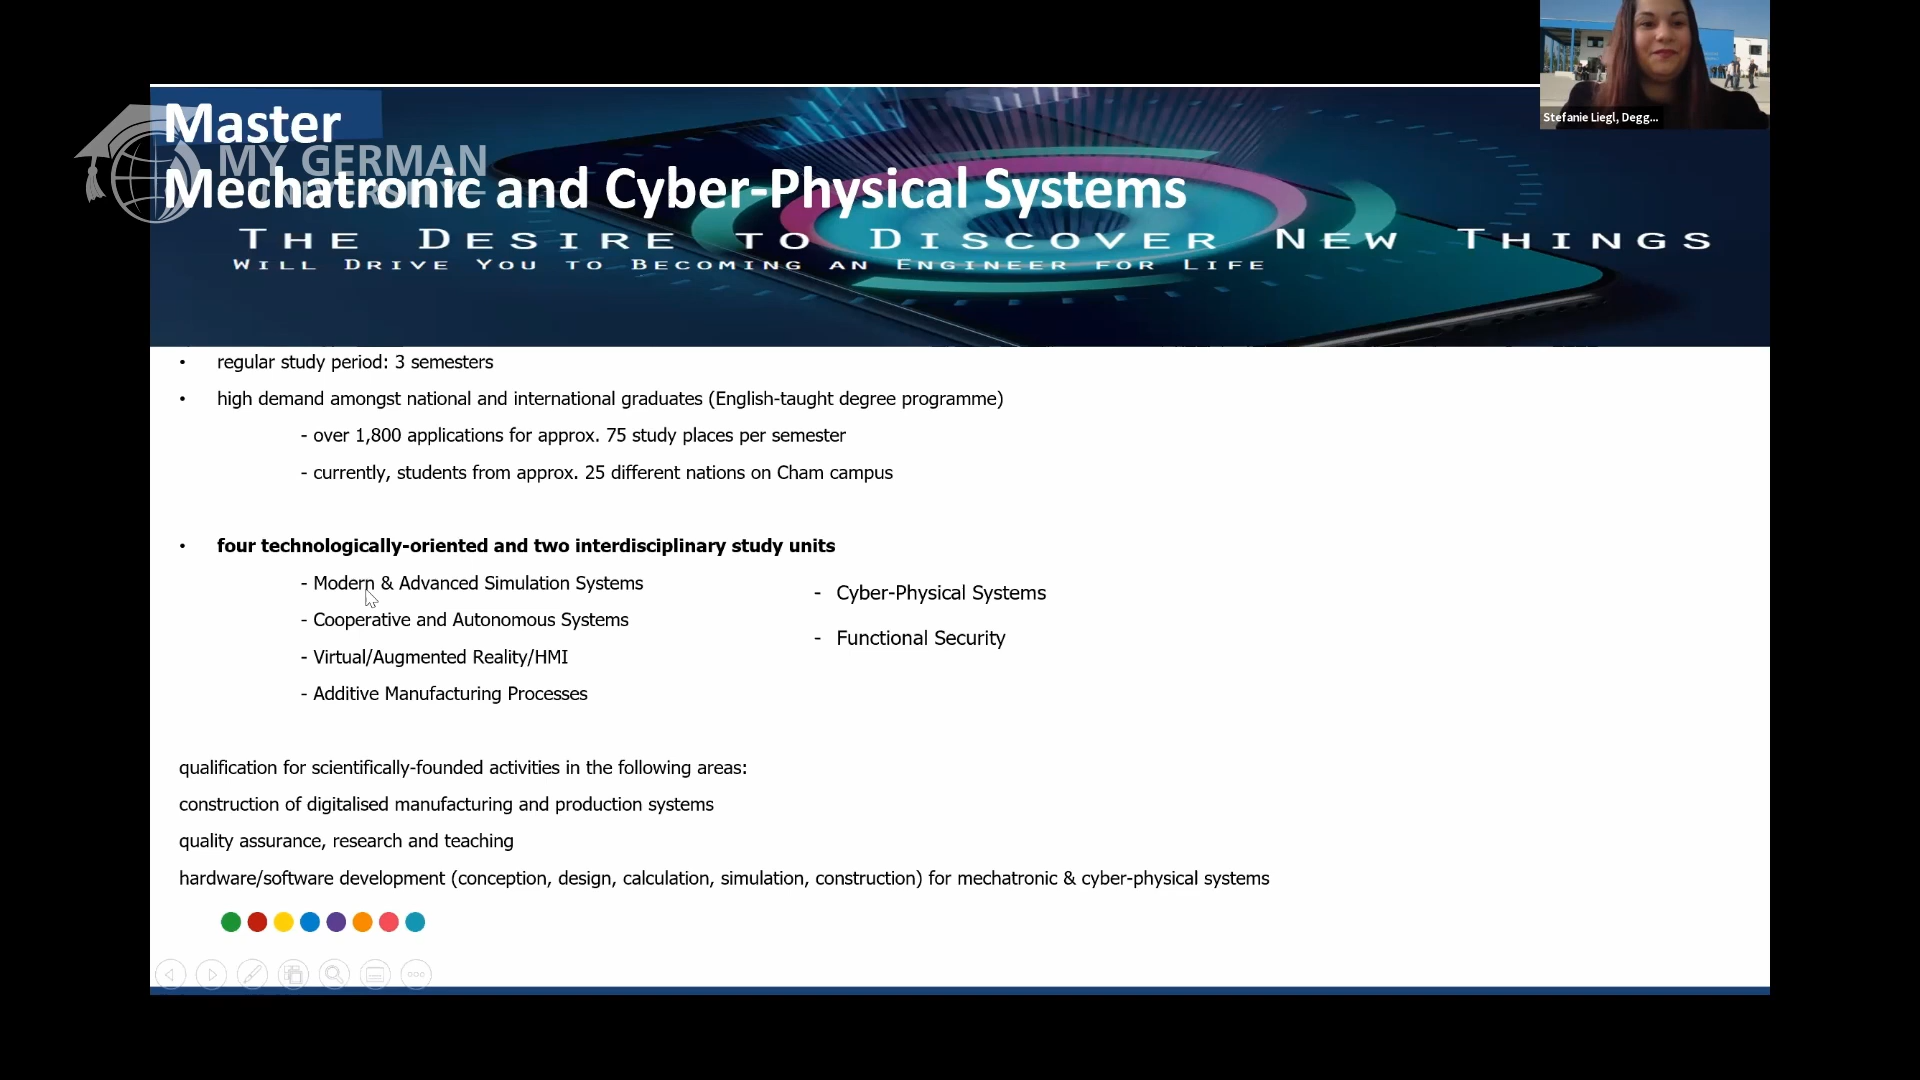 Stefanie Liegl, Degg...
Master
MY GERMAN
UNIVERSITY
Mechatronic and Cyber-Physical Systems
THE DESIRE TO DISCOVER NEW THINGS
WILL DRIVE YOU TO BECOMING AN ENGINEER FOR LIFE
• regular study period: 3 semesters
• high demand amongst national and international graduates (English-taught degree programme)
- over 1,800 applications for approx. 75 study places per semester
- currently, students from approx. 25 different nations on Cham campus
• four technologically-oriented and two interdisciplinary study units
- Modern & Advanced Simulation Systems
- Cooperative and Autonomous Systems
- Virtual/Augmented Reality/HMI
- Additive Manufacturing Processes
- Cyber-Physical Systems
- Functional Security
qualification for scientifically-founded activities in the following areas:
construction of digitalised manufacturing and production systems
quality assurance, research and teaching
hardware/software development (conception, design, calculation, simulation, construction) for mechatronic & cyber-physical systems